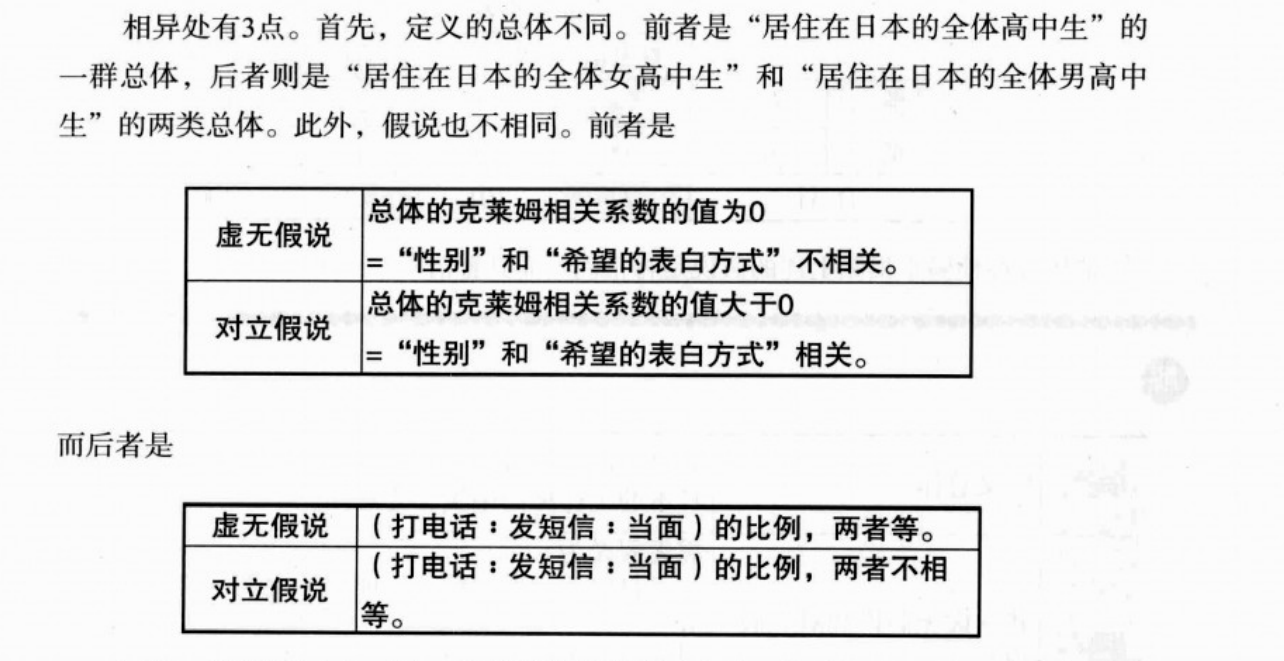 相异处有3点。首先，定义的总体不同。前者是“居住在日本的全体高中生”的
一群总体，后者则是“居住在日本的全体女高中生”和“居住在日本的全体男高中
生”的两类总体。此外，假说也不相同。前者是
虚无假说
总体的克莱姆相关系数的值为0
=“性别”和“希望的表白方式”不相关。
对立假说
总体的克莱姆相关系数的值大于0
=“性别”和“希望的表白方式”相关。
而后者是
虚无假说
（打电话：发短信：当面）的比例，两者等。
对立假说
（打电话：发短信：当面）的比例，两者不相
等。